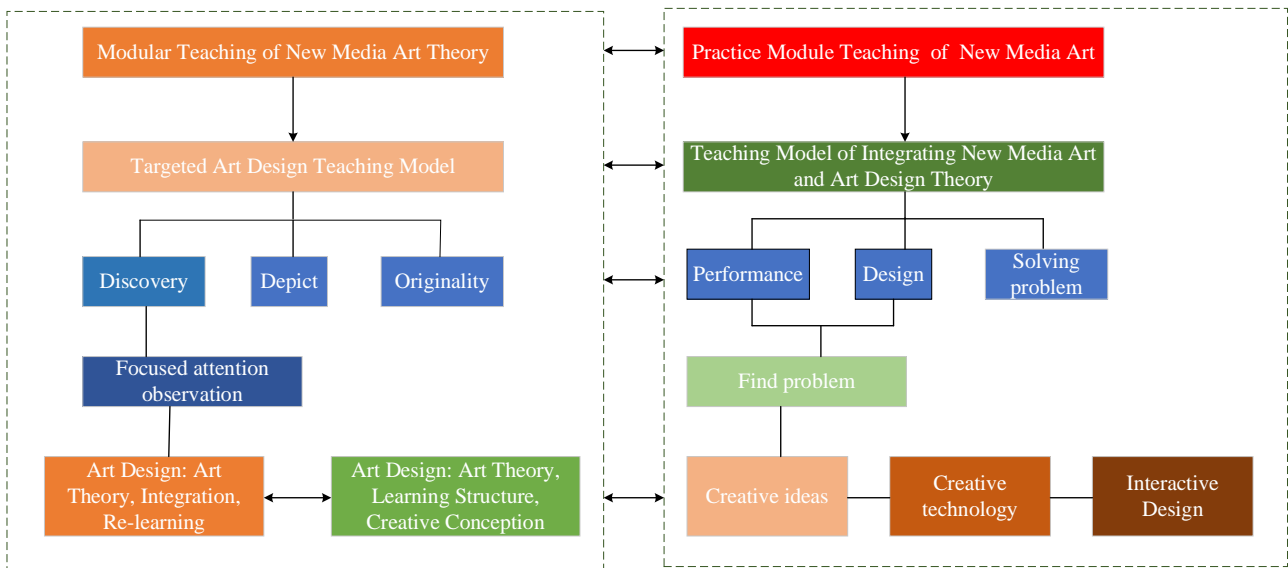 Modular Teaching of New Media Art Theory
Targeted Art Design Teaching Model
Discovery
Depict
Originality
Focused attention
observation
Art Design: Art
Theory, Integration,
Re-learning
Art Design: Art Theory,
Learning Structure,
Creative Conception
Practice Module Teaching of New Media Art
Teaching Model of Integrating New Media Art
and Art Design Theory
Performance
Design
Solving
problem
Find problem
Creative ideas
Creative
technology
Interactive
Design